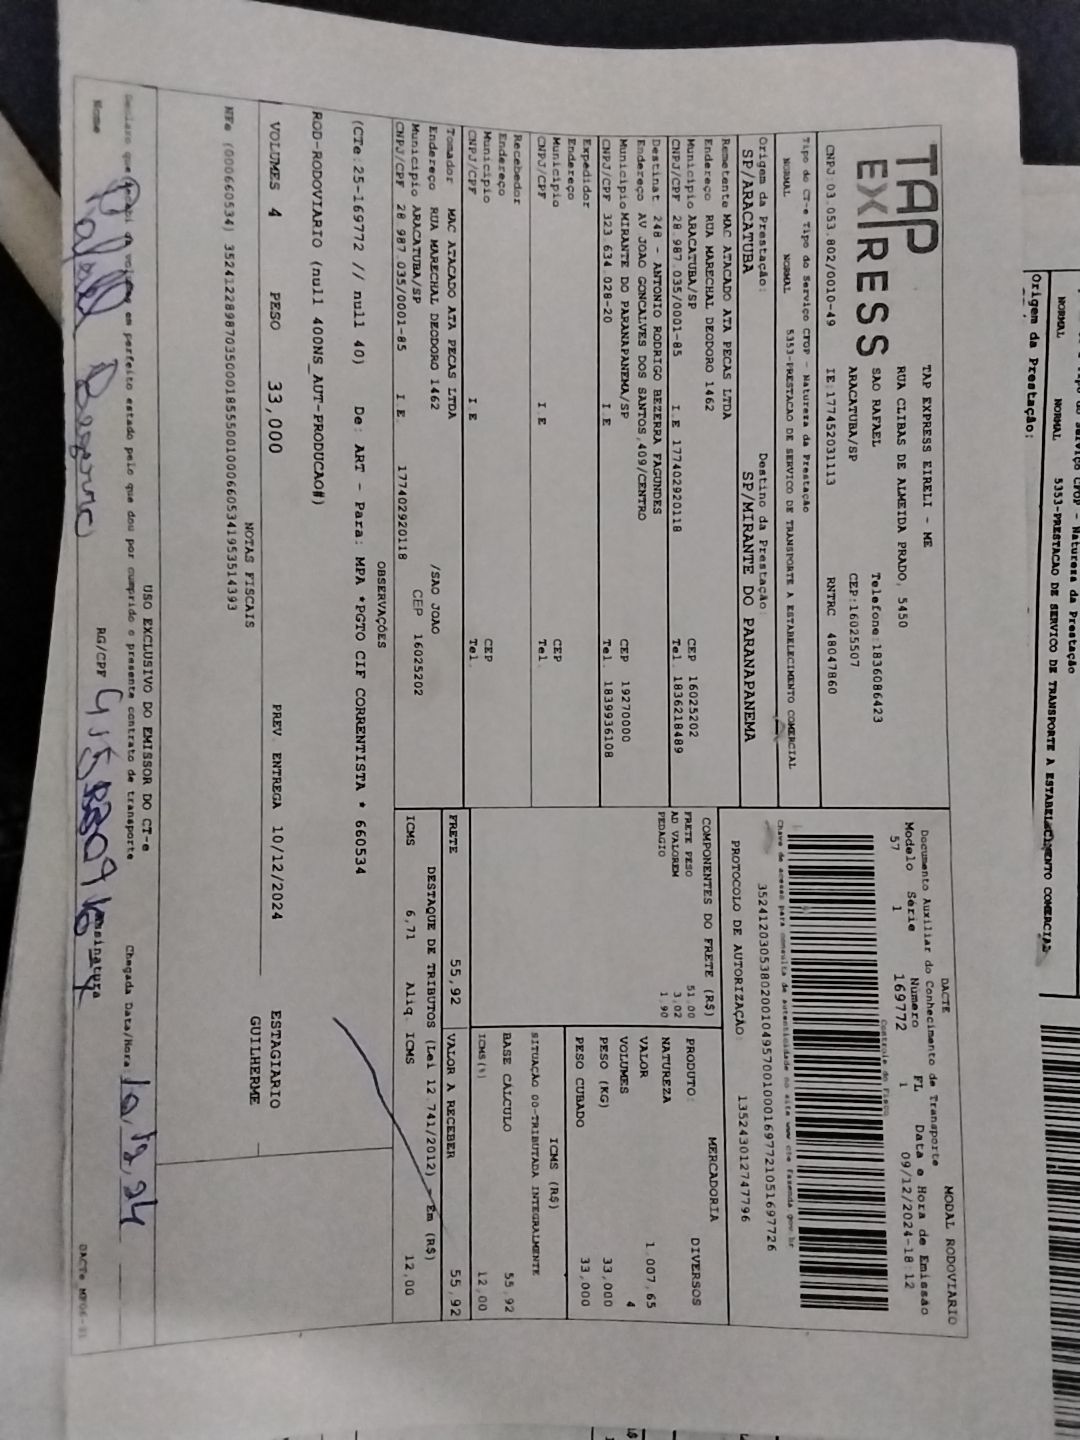 TAP
EXPRESS
TAP EXPRESS EIRELI - ME
RUA CLIBAS DE ALMEIDA PRADO, 5450
SAO RAFAEL Telefone:1836086423
ARACATUBA/SP CEP:16025507
CNPJ:03.053.802/0010-49 IE:177452031113 RNTRC 48047860
Tipo do CT-e Tipo do Serviço CFOP - Natureza da Prestação
NORMAL NORMAL 5353-PRESTACAO DE SERVICO DE TRANSPORTE A ESTABELECIMENTO COMERCIAL
Origem da Prestação: Destino da Prestação:
SP/ARACATUBA SP/MIRANTE DO PARANAPANEMA
Remetente MAC ATACADO ATA PECAS LTDA
Endereço RUA MARECHAL DEODORO 1462
Município ARACATUBA/SP CEP 16025202
CNPJ/CPF 28.987.035/0001-85 I.E 177402920118 Tel. 1836218489
Destinat 248 - ANTONIO RODRIGO BEZERRA FAGUNDES
Endereço AV JOAO GONCALVES DOS SANTOS,409/CENTRO
Município MIRANTE DO PARANAPANEMA/SP CEP 19270000
CNPJ/CPF 323.634.028-20 I.E Tel. 1839936108
Expedidor
Endereço
Município CEP
CNPJ/CPF I.E Tel.
Recebedor
Endereço
Município CEP
CNPJ/CPF I.E Tel.
Tomador MAC ATACADO ATA PECAS LTDA
Endereço RUA MARECHAL DEODORO 1462 /SAO JOAO
Município ARACATUBA/SP CEP 16025202
CNPJ/CPF 28.987.035/0001-85 I.E. 177402920118
DACTE MODAL RODOVIARIO
Documento Auxiliar do Conhecimento de Transporte
Modelo Série Número FL Data e Hora de Emissão
57 1 169772 1 09/12/2024-18:12
Controle do Fisco
Chave de acesso para consulta de autenticidade no site www.cte.fazenda.gov.br
35241203053802001049570010001697721051697726
PROTOCOLO DE AUTORIZAÇÃO: 135243012747796
COMPONENTES DO FRETE (R$)
FRETE PESO 51,00
AD VALOREM 3,02
PEDAGIO 1,90
MERCADORIA
PRODUTO: DIVERSOS
NATUREZA
VALOR 1.007,65
VOLUMES 4
PESO (KG) 33,000
PESO CUBADO 33,000
ICMS (R$)
SITUAÇÃO 00-TRIBUTADA INTEGRALMENTE
BASE CALCULO 55,92
ICMS(%) 12,00
FRETE 55,92 VALOR A RECEBER 55,92
DESTAQUE DE TRIBUTOS (Lei 12.741/2012) - Em (R$)
ICMS 6,71 Aliq. ICMS 12,00
OBSERVAÇÕES
(CTe:25-169772 // null 40) De: ART - Para: MPA *PGTO CIF CORRENTISTA * 660534
ROD-RODOVIARIO (null 400NS_AUT-PRODUCAO#)
VOLUMES 4 PESO 33,000 PREV. ENTREGA 10/12/2024 ESTAGIARIO
GUILHERME
NOTAS FISCAIS
NFe (000660534) 35241228987035000185550010006605341953514393
USO EXCLUSIVO DO EMISSOR DO CT-e
Declaro que recebi os volumes em perfeito estado pelo que dou por cumprido o presente contrato de transporte Chegada Data/Hora 10,12,24
Nome RG/CPF Assinatura
Natureza da Prestação
NORMAL NORMAL 5353-PRESTACAO DE SERVICO DE TRANSPORTE A ESTABELECIMENTO COMERCIAL
Origem da Prestação: